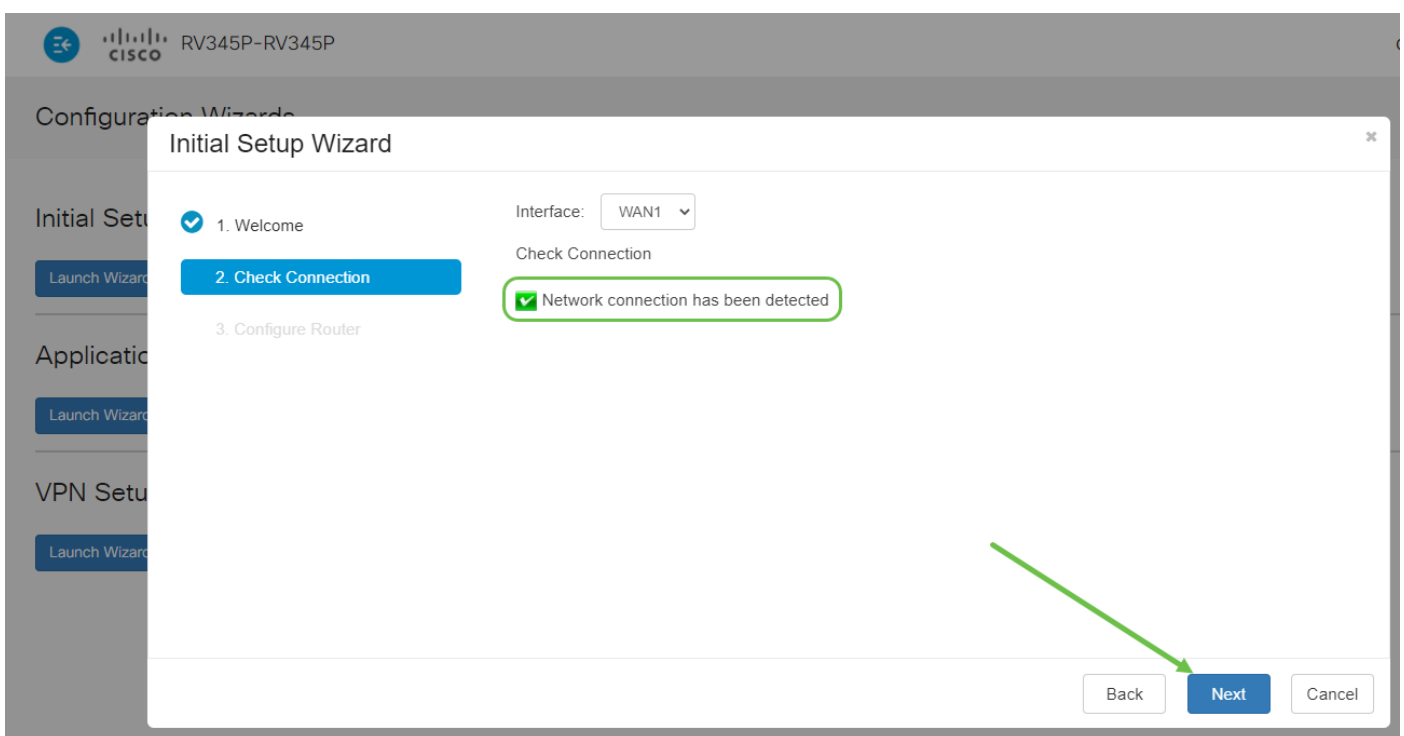 CISCO RV345P-RV345P
Configuration Wizards
Initial Setup Wizard
Initial Setu
1. Welcome
Interface: WAN1
Check Connection
Launch Wizard
2. Check Connection
Network connection has been detected
3. Configure Router
Applicatio
Launch Wizard
VPN Setu
Launch Wizard
Back Next Cancel